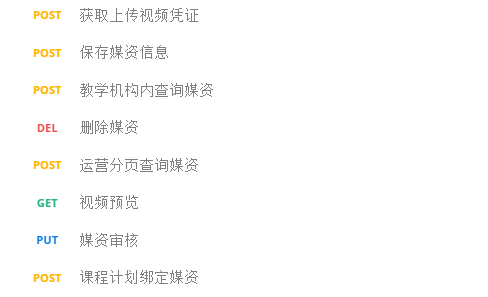 POST 获取上传视频凭证
POST 保存媒资信息
POST 教学机构内查询媒资
DEL 删除媒资
POST 运营分页查询媒资
GET 视频预览
PUT 媒资审核
POST 课程计划绑定媒资